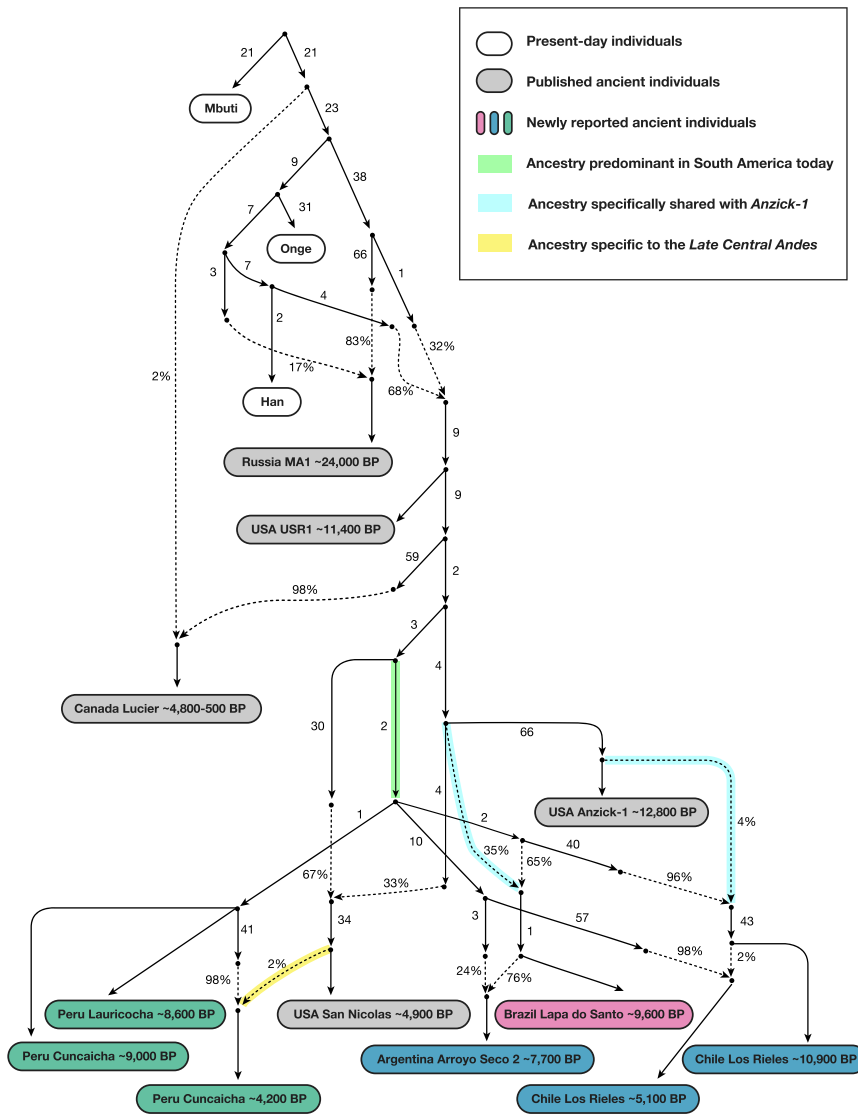 21
21
Present-day individuals
Published ancient individuals
Mbuti
23
Newly reported ancient individuals
9
38
Ancestry predominant in South America today
7
31
Ancestry specifically shared with Anzick-1
Onge
66
Ancestry specific to the Late Central Andes
3
7
1
4
2
83%
32%
17%
2%
68%
Han
9
Russia MA1 ~24,000 BP
9
USA USR1 ~11,400 BP
59
2
98%
3
4
Canada Lucier ~4,800-500 BP
30
2
66
4
USA Anzick-1 ~12,800 BP
1
2
4%
10
35%
65%
40
67%
33%
96%
41
34
3
57
1
43
98%
2%
24%
76%
98%
2%
Peru Lauricocha ~8,600 BP
USA San Nicolas ~4,900 BP
Brazil Lapa do Santo ~9,600 BP
Peru Cuncaicha ~9,000 BP
Argentina Arroyo Seco 2 ~7,700 BP
Chile Los Rieles ~10,900 BP
Peru Cuncaicha ~4,200 BP
Chile Los Rieles ~5,100 BP